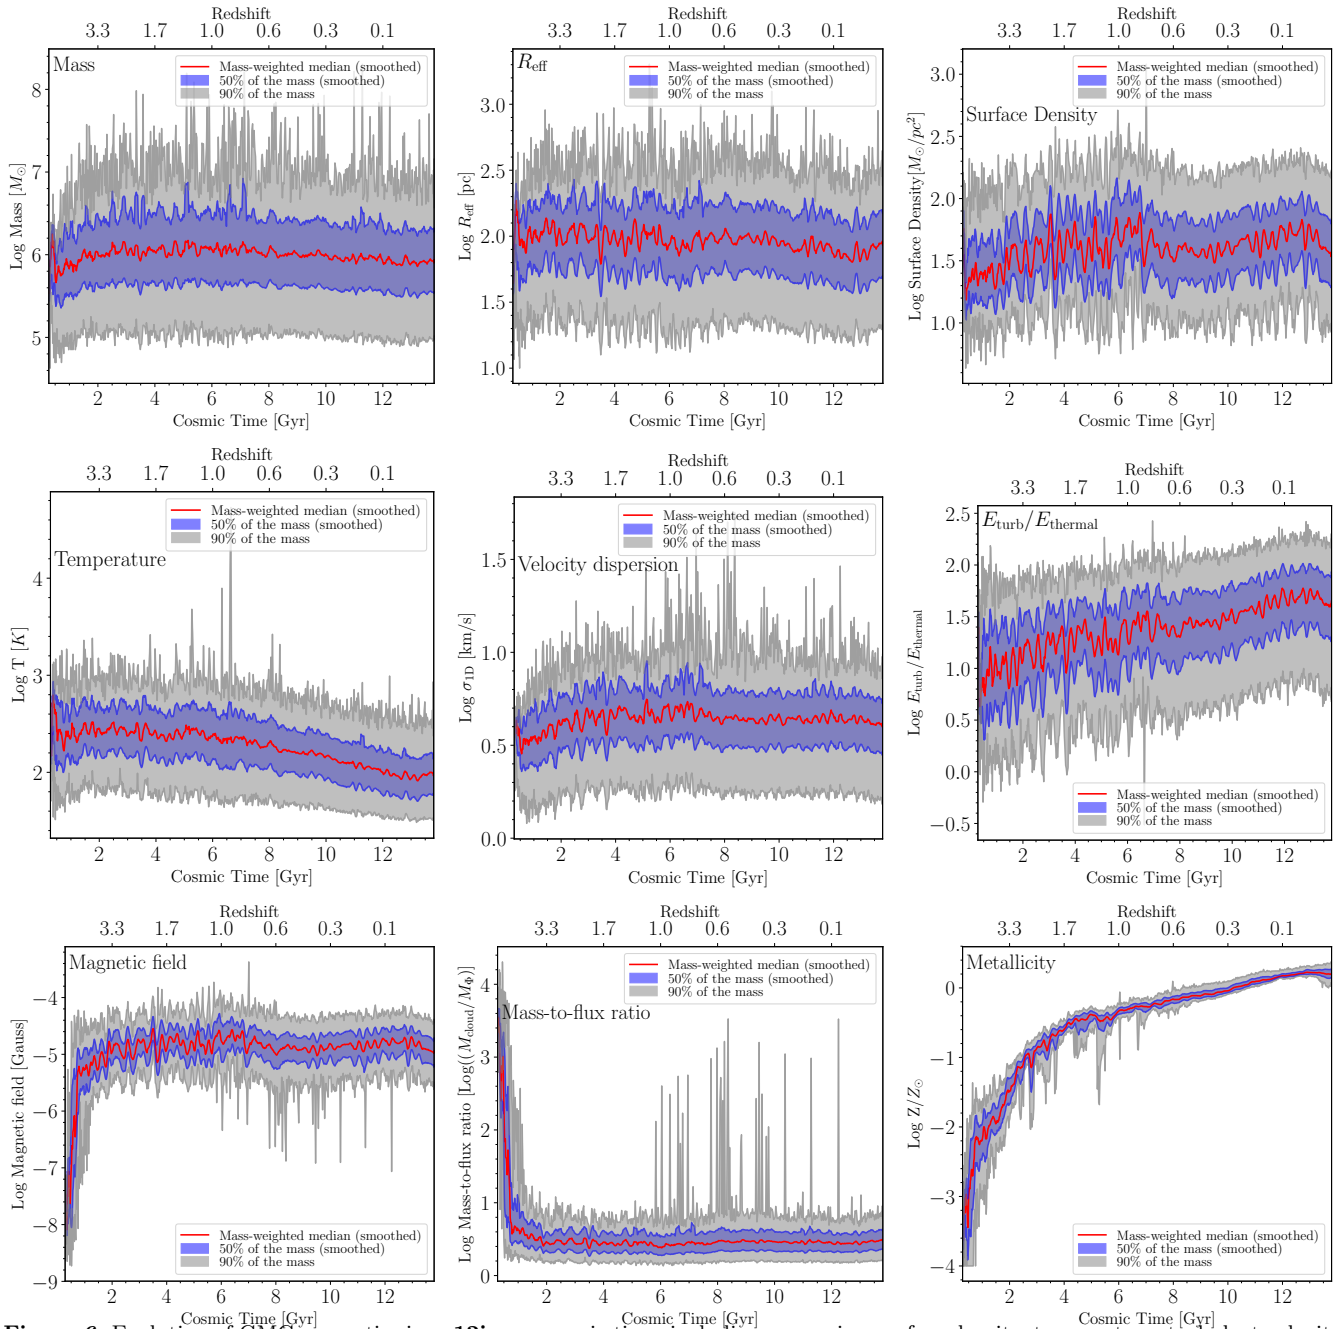 Redshift
3.3 1.7 1.0 0.6 0.3 0.1
Mass
Mass-weighted median (smoothed)
50% of the mass (smoothed)
90% of the mass
Log Mass [M⊙]
8
7
6
5
2 4 6 8 10 12
Cosmic Time [Gyr]
Redshift
3.3 1.7 1.0 0.6 0.3 0.1
R_eff
Mass-weighted median (smoothed)
50% of the mass (smoothed)
90% of the mass
Log R_eff [pc]
3.0
2.5
2.0
1.5
1.0
2 4 6 8 10 12
Cosmic Time [Gyr]
Redshift
3.3 1.7 1.0 0.6 0.3 0.1
Surface Density
Mass-weighted median (smoothed)
50% of the mass (smoothed)
90% of the mass
Log Surface Density[M⊙/pc²]
3.0
2.5
2.0
1.5
1.0
2 4 6 8 10 12
Cosmic Time [Gyr]
Redshift
3.3 1.7 1.0 0.6 0.3 0.1
Temperature
Mass-weighted median (smoothed)
50% of the mass (smoothed)
90% of the mass
Log T [K]
4
3
2
2 4 6 8 10 12
Cosmic Time [Gyr]
Redshift
3.3 1.7 1.0 0.6 0.3 0.1
Velocity dispersion
Mass-weighted median (smoothed)
50% of the mass (smoothed)
90% of the mass
Log σ_1D [km/s]
1.5
1.0
0.5
0.0
2 4 6 8 10 12
Cosmic Time [Gyr]
Redshift
3.3 1.7 1.0 0.6 0.3 0.1
E_turb/E_thermal
Mass-weighted median (smoothed)
50% of the mass (smoothed)
90% of the mass
Log E_turb/E_thermal
2.5
2.0
1.5
1.0
0.5
0.0
−0.5
2 4 6 8 10 12
Cosmic Time [Gyr]
Redshift
3.3 1.7 1.0 0.6 0.3 0.1
Magnetic field
Mass-weighted median (smoothed)
50% of the mass (smoothed)
90% of the mass
Log Magnetic field [Gauss]
−4
−5
−6
−7
−8
−9
2 4 6 8 10 12
Cosmic Time [Gyr]
Redshift
3.3 1.7 1.0 0.6 0.3 0.1
Mass-to-flux ratio
Mass-weighted median (smoothed)
50% of the mass (smoothed)
90% of the mass
Log Mass-to-flux ratio [Log((M_cloud/M_Φ)]
4
3
2
1
0
2 4 6 8 10 12
Cosmic Time [Gyr]
Redshift
3.3 1.7 1.0 0.6 0.3 0.1
Metallicity
Mass-weighted median (smoothed)
50% of the mass (smoothed)
90% of the mass
Log Z/Z⊙
0
−1
−2
−3
−4
2 4 6 8 10 12
Cosmic Time [Gyr]